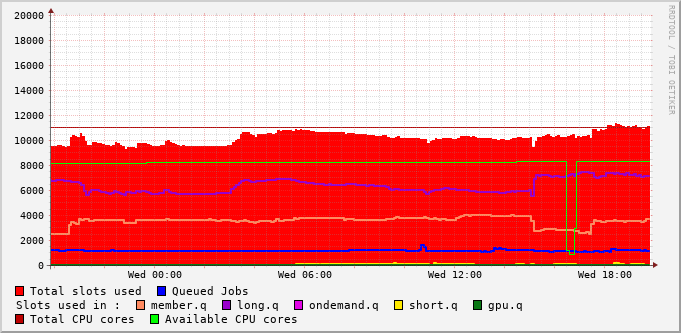 20000
18000
16000
14000
12000
10000
8000
6000
4000
2000
0
Wed 00:00 Wed 06:00 Wed 12:00 Wed 18:00
Total slots used Queued Jobs
Slots used in : member.q long.q ondemand.q short.q gpu.q
Total CPU cores Available CPU cores
RRDTOOL / TOBI OETIKER